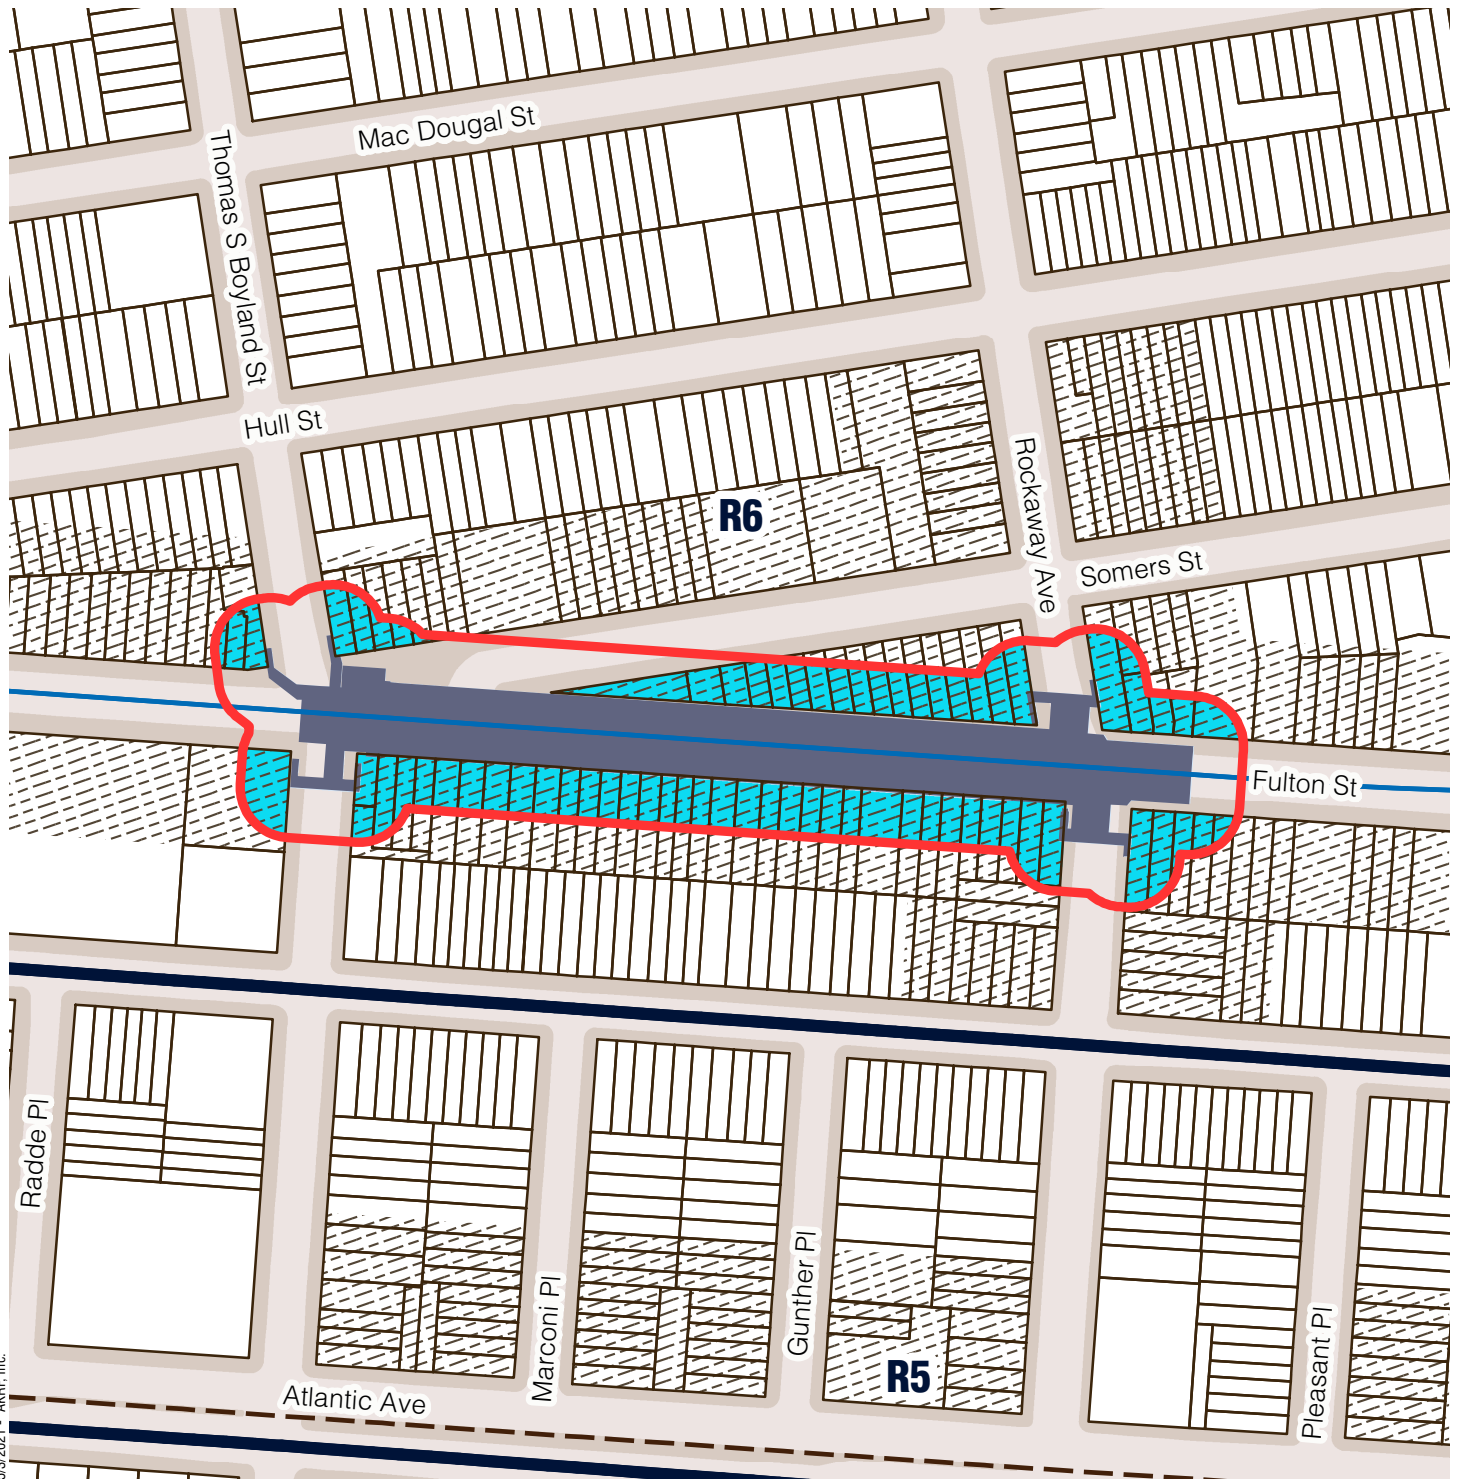 Mac Dougal St
Thomas S Boyland St
Hull St
Rockaway Ave
R6
Somers St
Fulton St
Radde Pl
Marconi Pl
Gunther Pl
Pleasant Pl
R5
Atlantic Ave